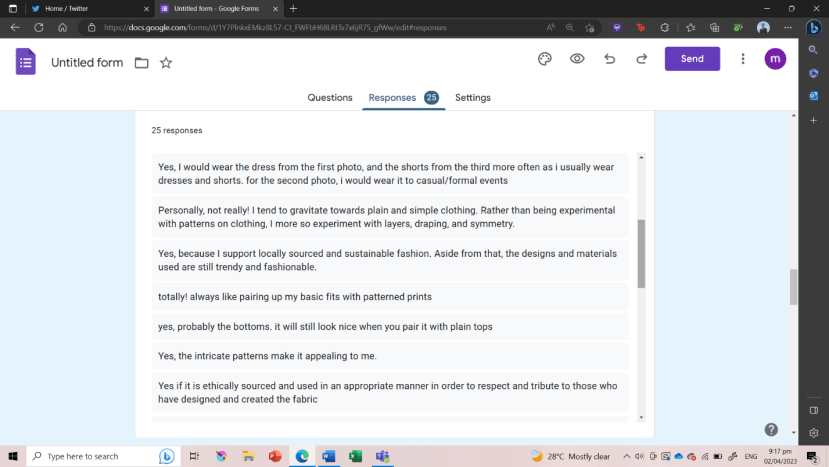 Home / Twitter
Untitled form - Google Forms
https://docs.google.com/forms/d/
/edit#responses
Untitled form
Send
m
Questions
Responses 25
Settings
25 responses
Yes, I would wear the dress from the first photo, and the shorts from the third more often as i usually wear
dresses and shorts. for the second photo, i would wear it to casual/formal events
Personally, not really! I tend to gravitate towards plain and simple clothing. Rather than being experimental
with patterns on clothing, I more so experiment with layers, draping, and symmetry.
Yes, because I support locally sourced and sustainable fashion. Aside from that, the designs and materials
used are still trendy and fashionable.
totally! always like pairing up my basic fits with patterned prints
yes, probably the bottoms. it will still look nice when you pair it with plain tops
Yes, the intricate patterns make it appealing to me.
Yes if it is ethically sourced and used in an appropriate manner in order to respect and tribute to those who
have designed and created the fabric
Type here to search
28°C Mostly clear
ENG
9:17 pm
02/04/2023
2